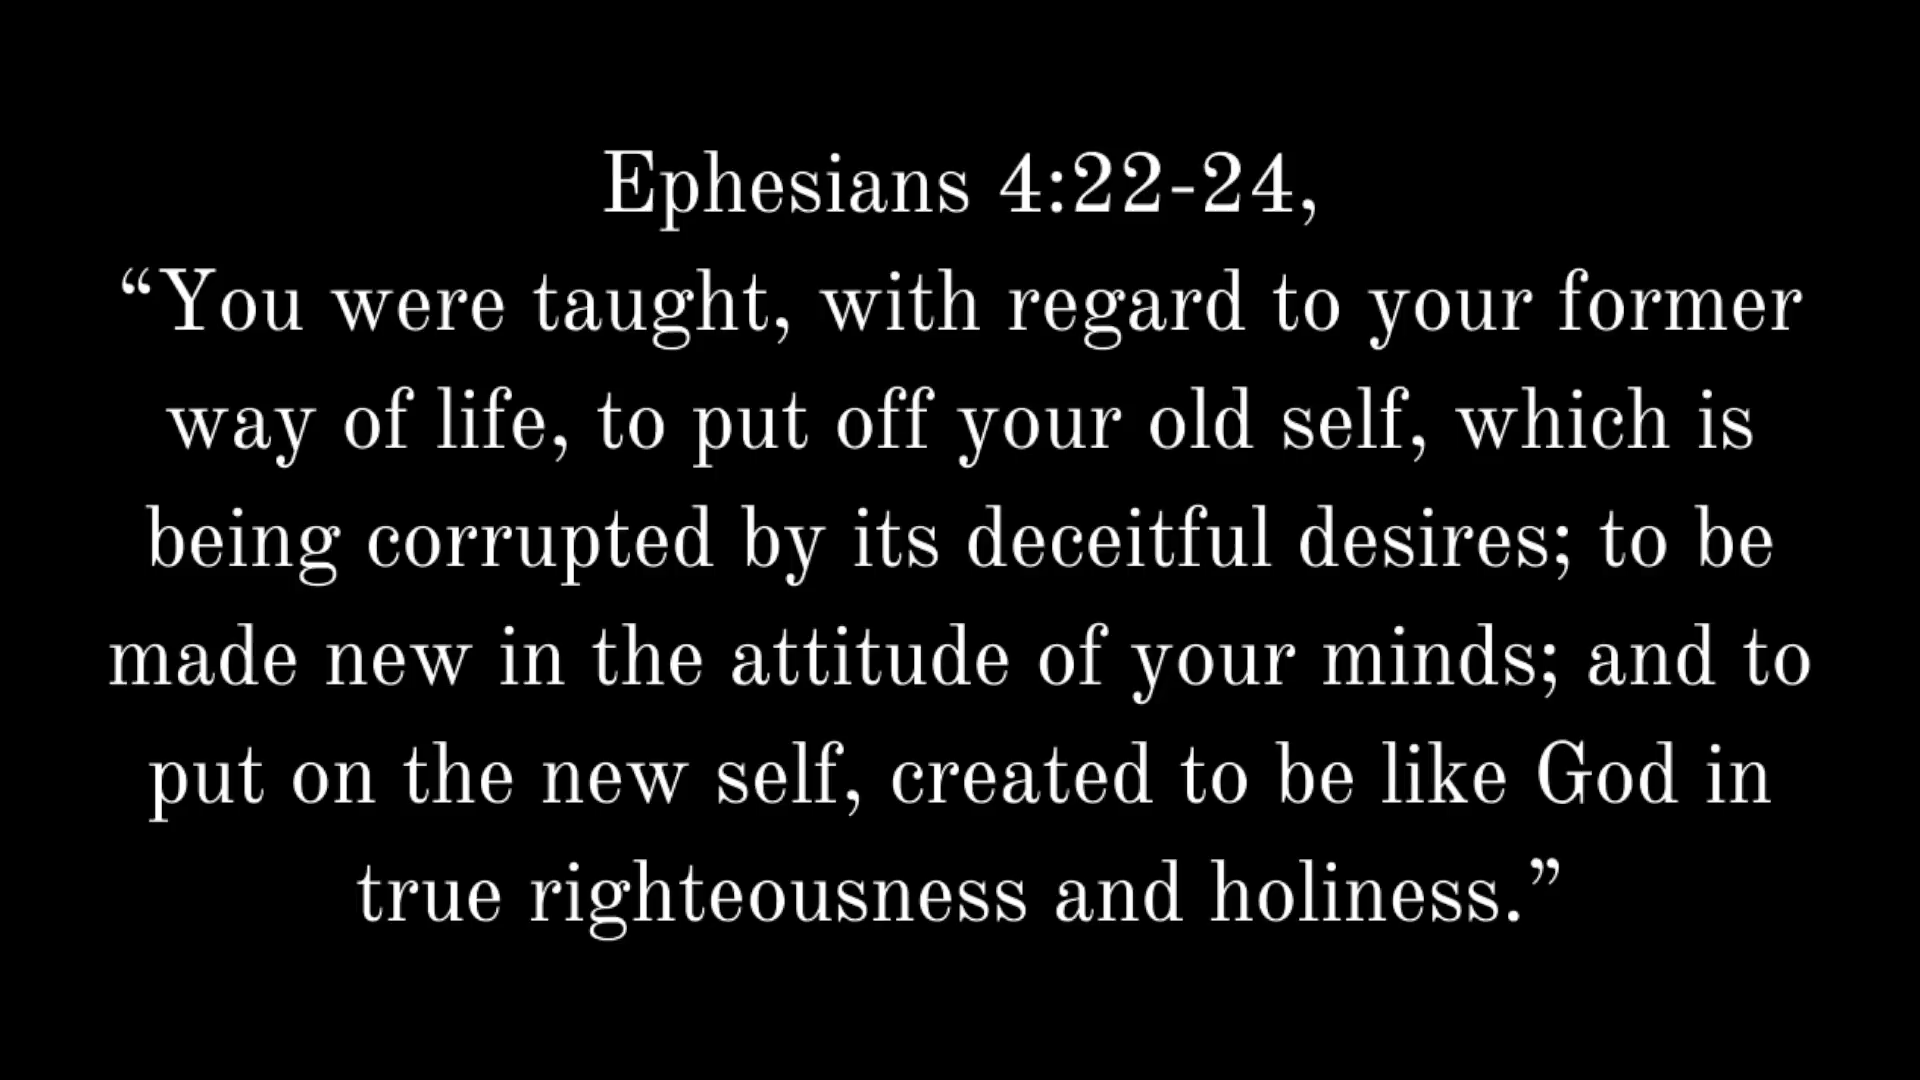 Ephesians 4:22-24,
“You were taught, with regard to your former
way of life, to put off your old self, which is
being corrupted by its deceitful desires; to be
made new in the attitude of your minds; and to
put on the new self, created to be like God in
true righteousness and holiness.”